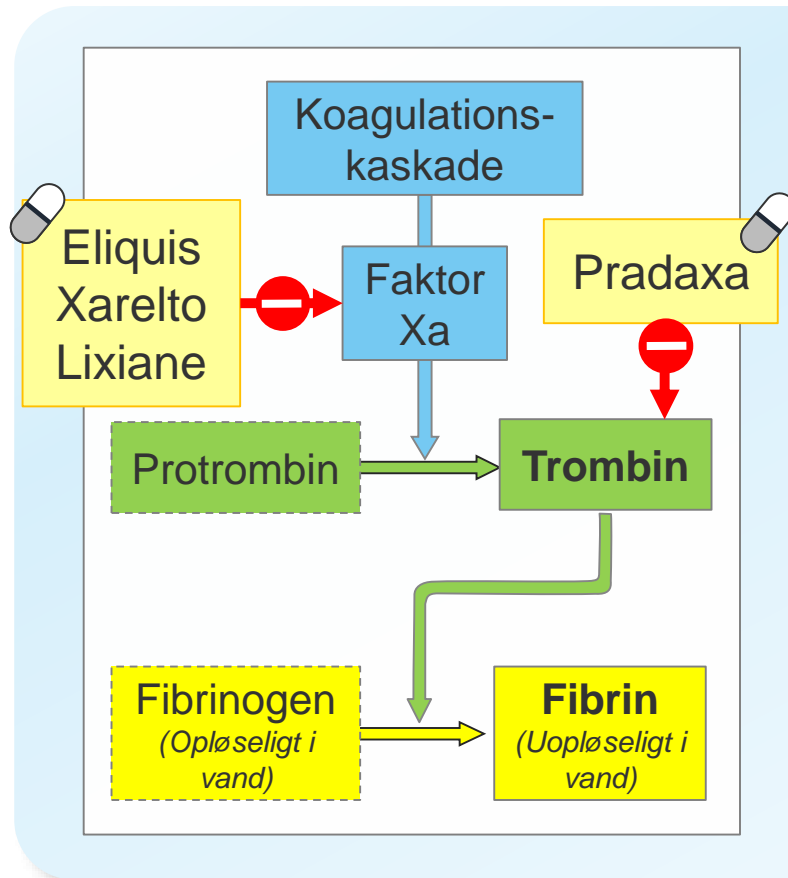 Koagulations-
kaskade
Eliquis
Xarelto
Lixiane
Faktor
Xa
Pradaxa
Protrombin
Trombin
Fibrinogen
(Opløseligt i
vand)
Fibrin
(Uopløseligt i
vand)